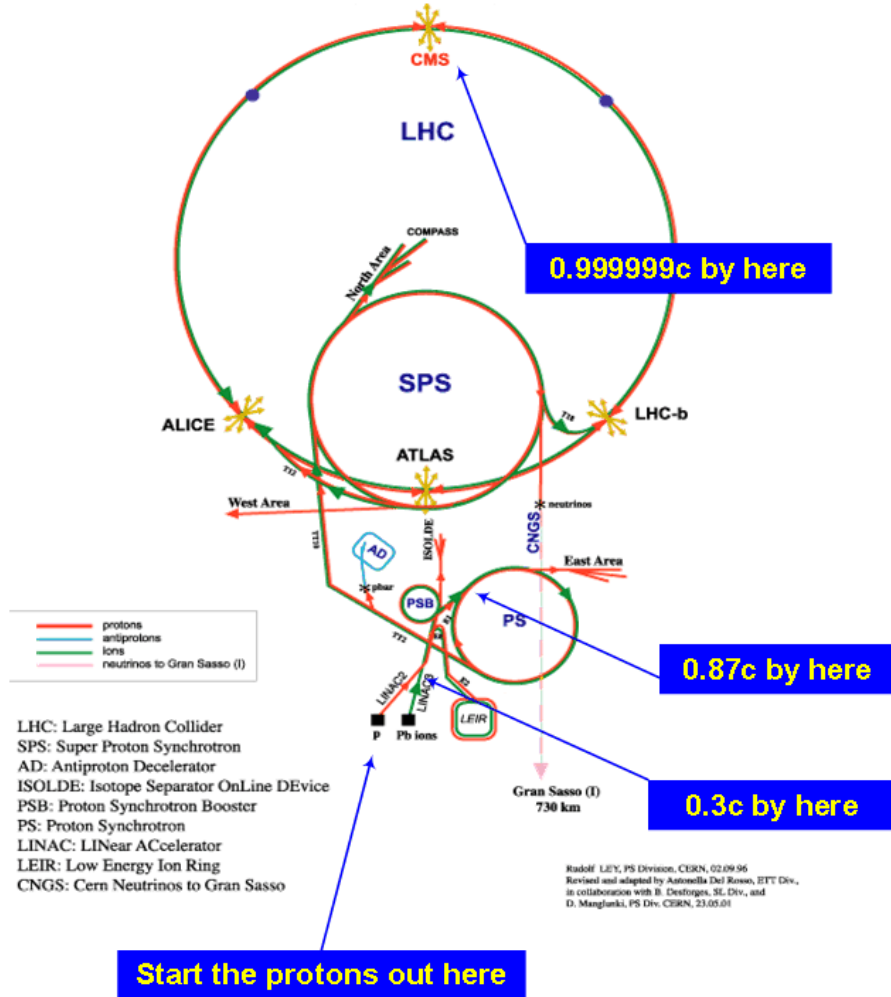 CMS
LHC
COMPASS
North Area
0.999999c by here
SPS
ALICE
T18
LHC-b
ATLAS
T12
West Area
neutrinos
CNGS
ISOLDE
TT10
East Area
AD
pbar
PSB
PS
protons
antiprotons
ions
neutrinos to Gran Sasso (I)
TT2
E2
0.87c by here
LINAC2
LINAC3
LEIR
P
Pb ions
LHC: Large Hadron Collider
SPS: Super Proton Synchrotron
AD: Antiproton Decelerator
ISOLDE: Isotope Separator OnLine DEvice
PSB: Proton Synchrotron Booster
PS: Proton Synchrotron
LINAC: LINear ACcelerator
LEIR: Low Energy Ion Ring
CNGS: Cern Neutrinos to Gran Sasso
Gran Sasso (I)
730 km
0.3c by here
Rudolf LEY, PS Division, CERN, 02.09.96
Revised and adapted by Antonella Del Rosso, ETT Div.,
in collaboration with B. Desforges, SL Div., and
D. Manglunki, PS Div. CERN, 23.05.01
Start the protons out here